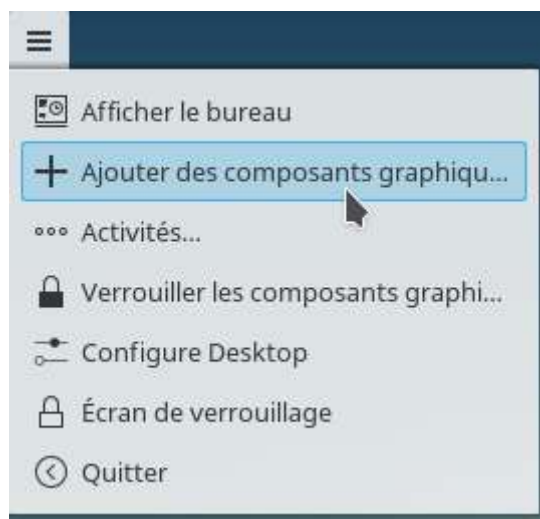 Afficher le bureau
Ajouter des composants graphiqu...
Activités...
Verrouiller les composants graphi...
Configure Desktop
Écran de verrouillage
Quitter